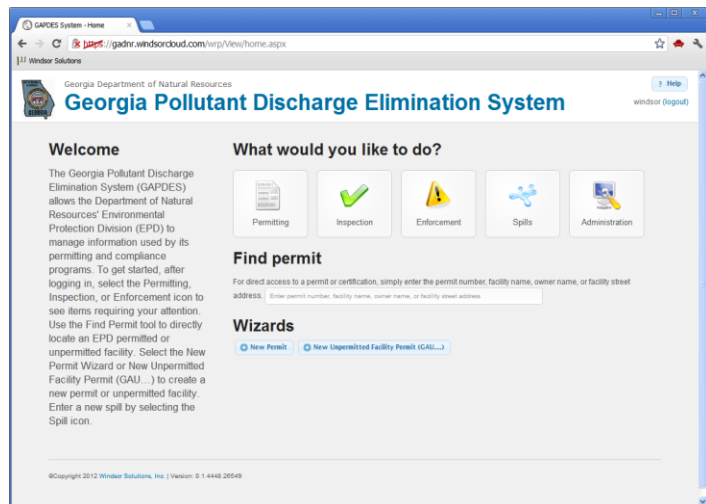 GAPDES System - Home
https://gadnr.windsorcloud.com/wrp/View/home.aspx
Windsor Solutions
Georgia Department of Natural Resources
Georgia Pollutant Discharge Elimination System
? Help
windsor (logout)
Welcome
The Georgia Pollutant Discharge
Elimination System (GAPDES)
allows the Department of Natural
Resources' Environmental
Protection Division (EPD) to
manage information used by its
permitting and compliance
programs. To get started, after
logging in, select the Permitting,
Inspection, or Enforcement icon to
see items requiring your attention.
Use the Find Permit tool to directly
locate an EPD permitted or
unpermitted facility. Select the New
Permit Wizard or New Unpermitted
Facility Permit (GAU...) to create a
new permit or unpermitted facility.
Enter a new spill by selecting the
Spill icon.
What would you like to do?
Permitting
Inspection
Enforcement
Spills
Administration
Find permit
For direct access to a permit or certification, simply enter the permit number, facility name, owner name, or facility street
address. Enter permit number, facility name, owner name, or facility street address
Wizards
New Permit
New Unpermitted Facility Permit (GAU...)
©Copyright 2012 Windsor Solutions, Inc. | Version: 0.1.4448.26549